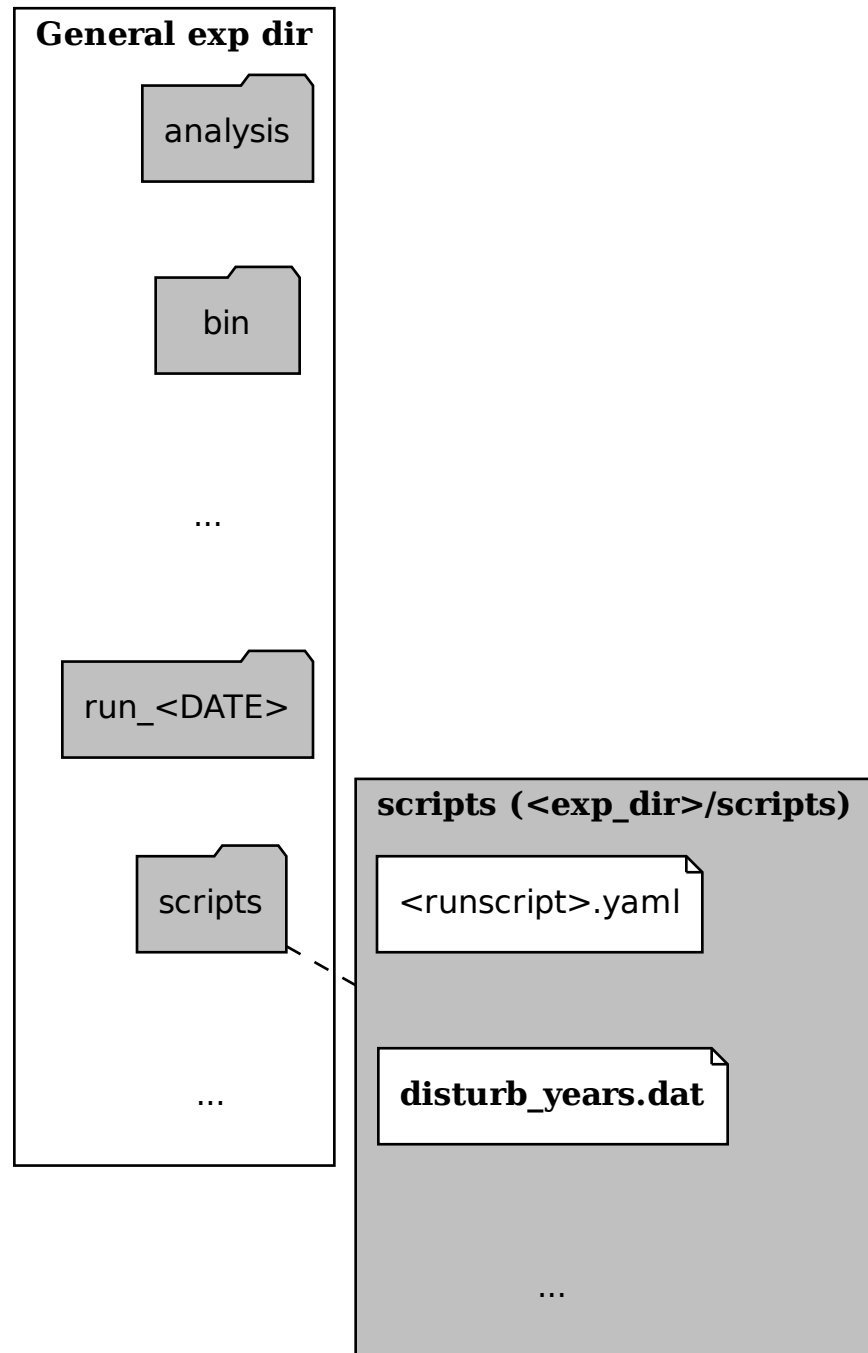 General exp dir
analysis
bin
...
run_<DATE>
scripts
...
scripts (<exp_dir>/scripts)
<runscript>.yaml
disturb_years.dat
...